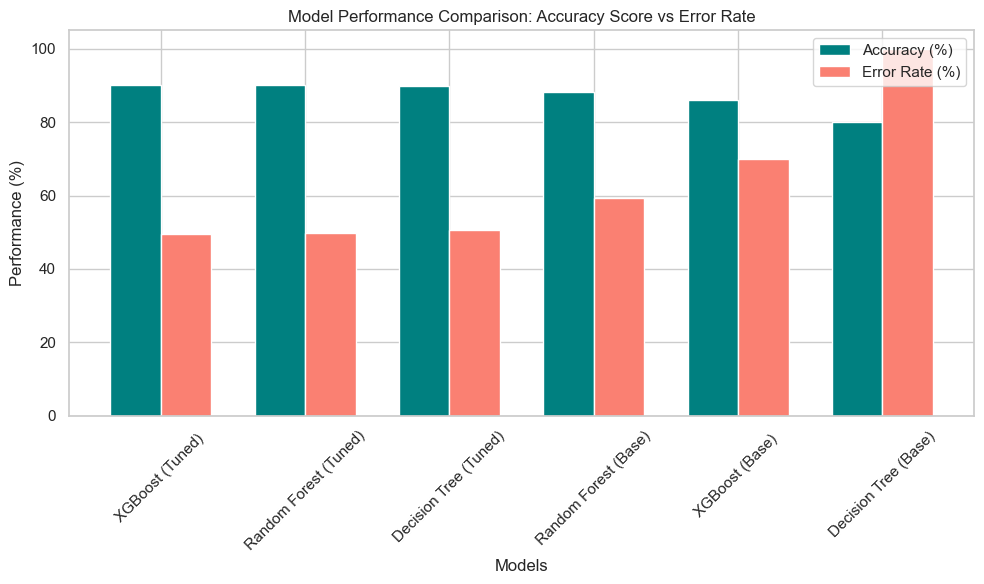 Model Performance Comparison: Accuracy Score vs Error Rate
Accuracy (%)
Error Rate (%)
Performance (%)
100
80
60
40
20
0
XGBoost (Tuned)
Random Forest (Tuned)
Decision Tree (Tuned)
Random Forest (Base)
XGBoost (Base)
Decision Tree (Base)
Models